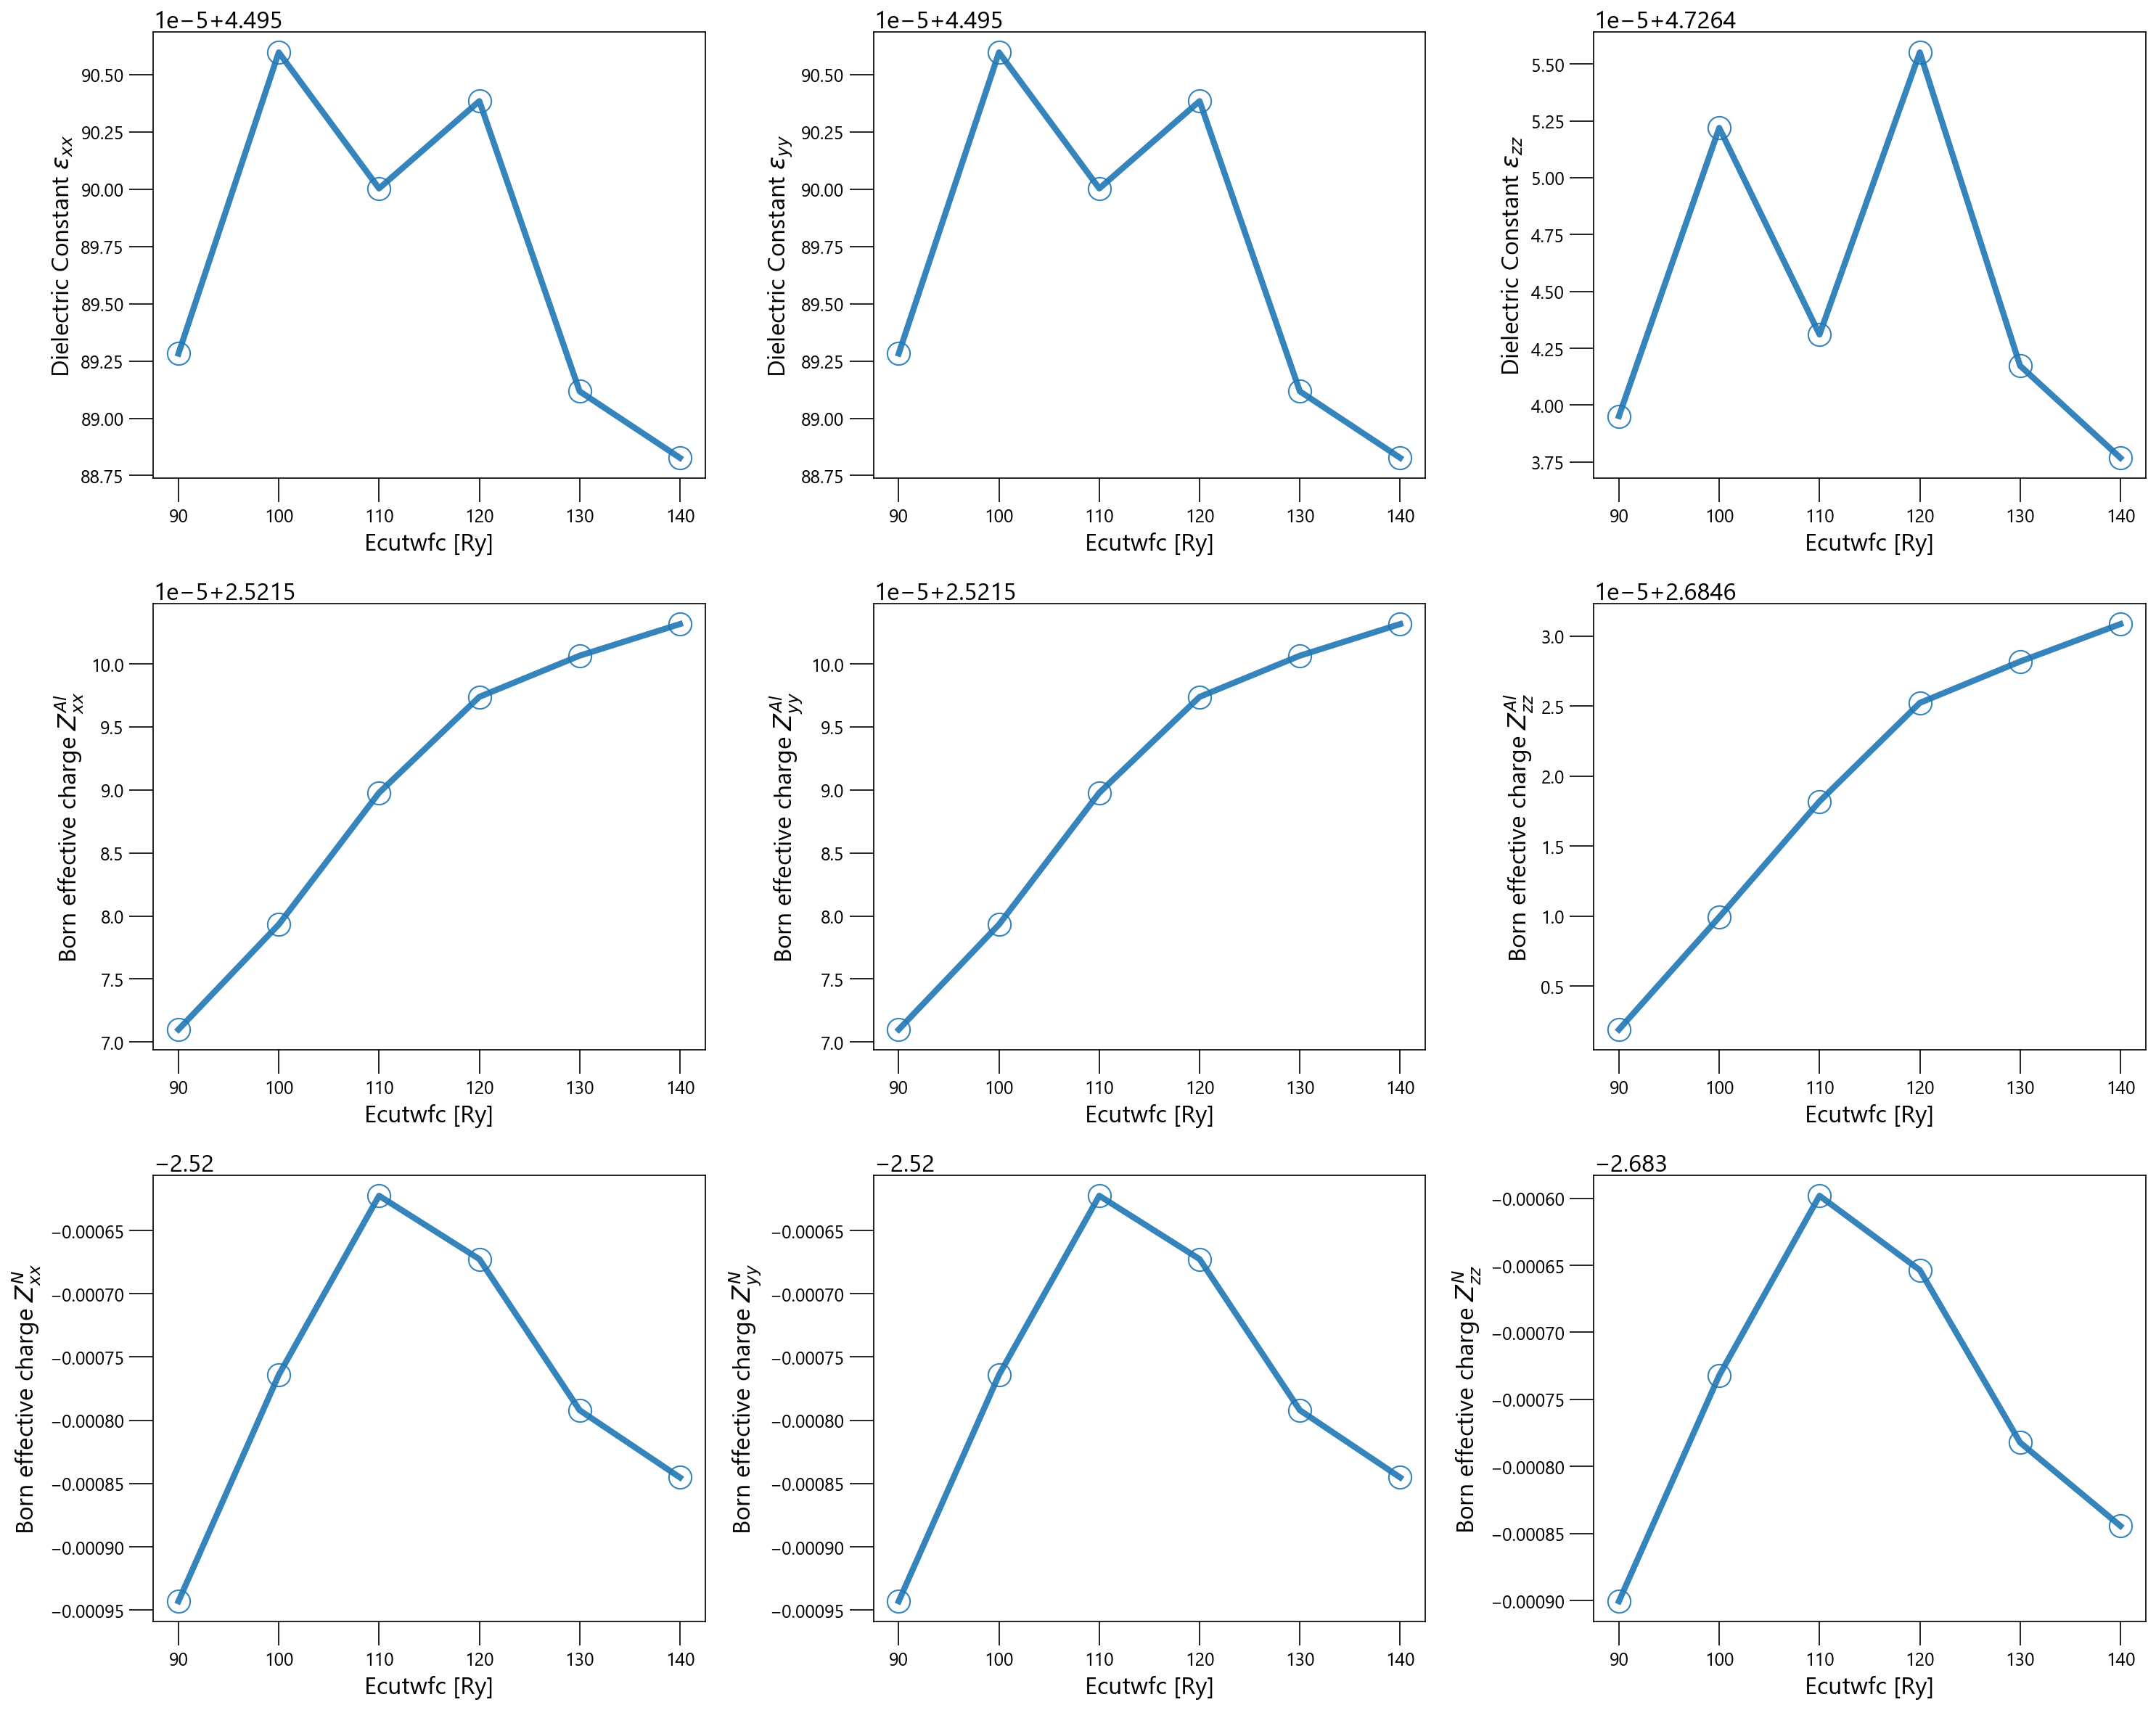 1e−5+4.495
Dielectric Constant εxx
90.50
90.25
90.00
89.75
89.50
89.25
89.00
88.75
90 100 110 120 130 140
Ecutwfc [Ry]
1e−5+4.495
Dielectric Constant εyy
90.50
90.25
90.00
89.75
89.50
89.25
89.00
88.75
90 100 110 120 130 140
Ecutwfc [Ry]
1e−5+4.7264
Dielectric Constant εzz
5.50
5.25
5.00
4.75
4.50
4.25
4.00
3.75
90 100 110 120 130 140
Ecutwfc [Ry]
1e−5+2.5215
Born effective charge Z^{Al}_{xx}
10.0
9.5
9.0
8.5
8.0
7.5
7.0
90 100 110 120 130 140
Ecutwfc [Ry]
1e−5+2.5215
Born effective charge Z^{Al}_{yy}
10.0
9.5
9.0
8.5
8.0
7.5
7.0
90 100 110 120 130 140
Ecutwfc [Ry]
1e−5+2.6846
Born effective charge Z^{Al}_{zz}
3.0
2.5
2.0
1.5
1.0
0.5
90 100 110 120 130 140
Ecutwfc [Ry]
−2.52
Born effective charge Z^{N}_{xx}
−0.00065
−0.00070
−0.00075
−0.00080
−0.00085
−0.00090
−0.00095
90 100 110 120 130 140
Ecutwfc [Ry]
−2.52
Born effective charge Z^{N}_{yy}
−0.00065
−0.00070
−0.00075
−0.00080
−0.00085
−0.00090
−0.00095
90 100 110 120 130 140
Ecutwfc [Ry]
−2.683
Born effective charge Z^{N}_{zz}
−0.00060
−0.00065
−0.00070
−0.00075
−0.00080
−0.00085
−0.00090
90 100 110 120 130 140
Ecutwfc [Ry]